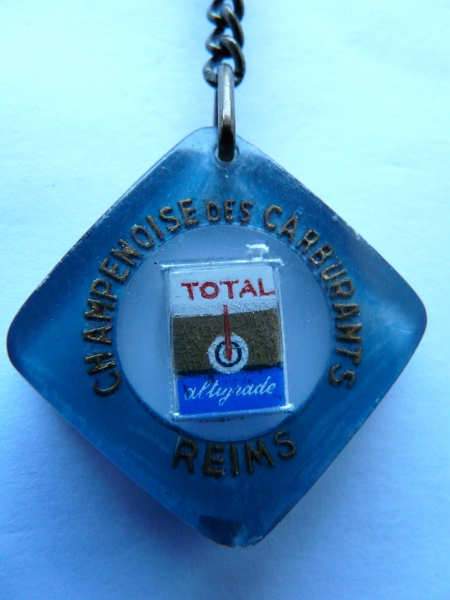 CHAMPENOISE DES CARBURANTS
TOTAL
altigrade
REIMS